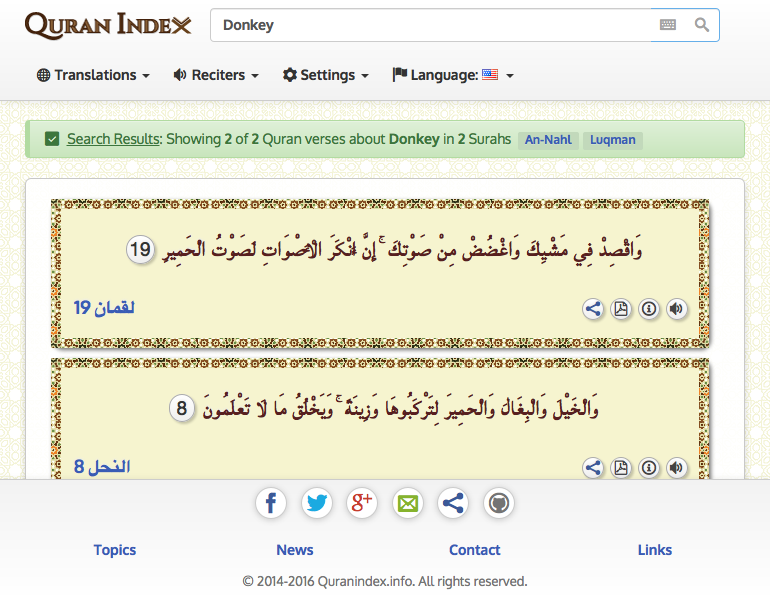 QURAN INDEX
Donkey
Translations Reciters Settings Language:
Search Results: Showing 2 of 2 Quran verses about Donkey in 2 Surahs An-Nahl Luqman
وَاقْصِدْ فِي مَشْيِكَ وَاغْضُضْ مِنْ صَوْتِكَ ۚ إِنَّ أَنْكَرَ الْأَصْوَاتِ لَصَوْتُ الْحَمِيرِ 19
لقمان 19
وَالْخَيْلَ وَالْبِغَالَ وَالْحَمِيرَ لِتَرْكَبُوهَا وَزِينَةً ۚ وَيَخْلُقُ مَا لَا تَعْلَمُونَ 8
النحل 8
f g+
Topics News Contact Links
© 2014-2016 Quranindex.info. All rights reserved.